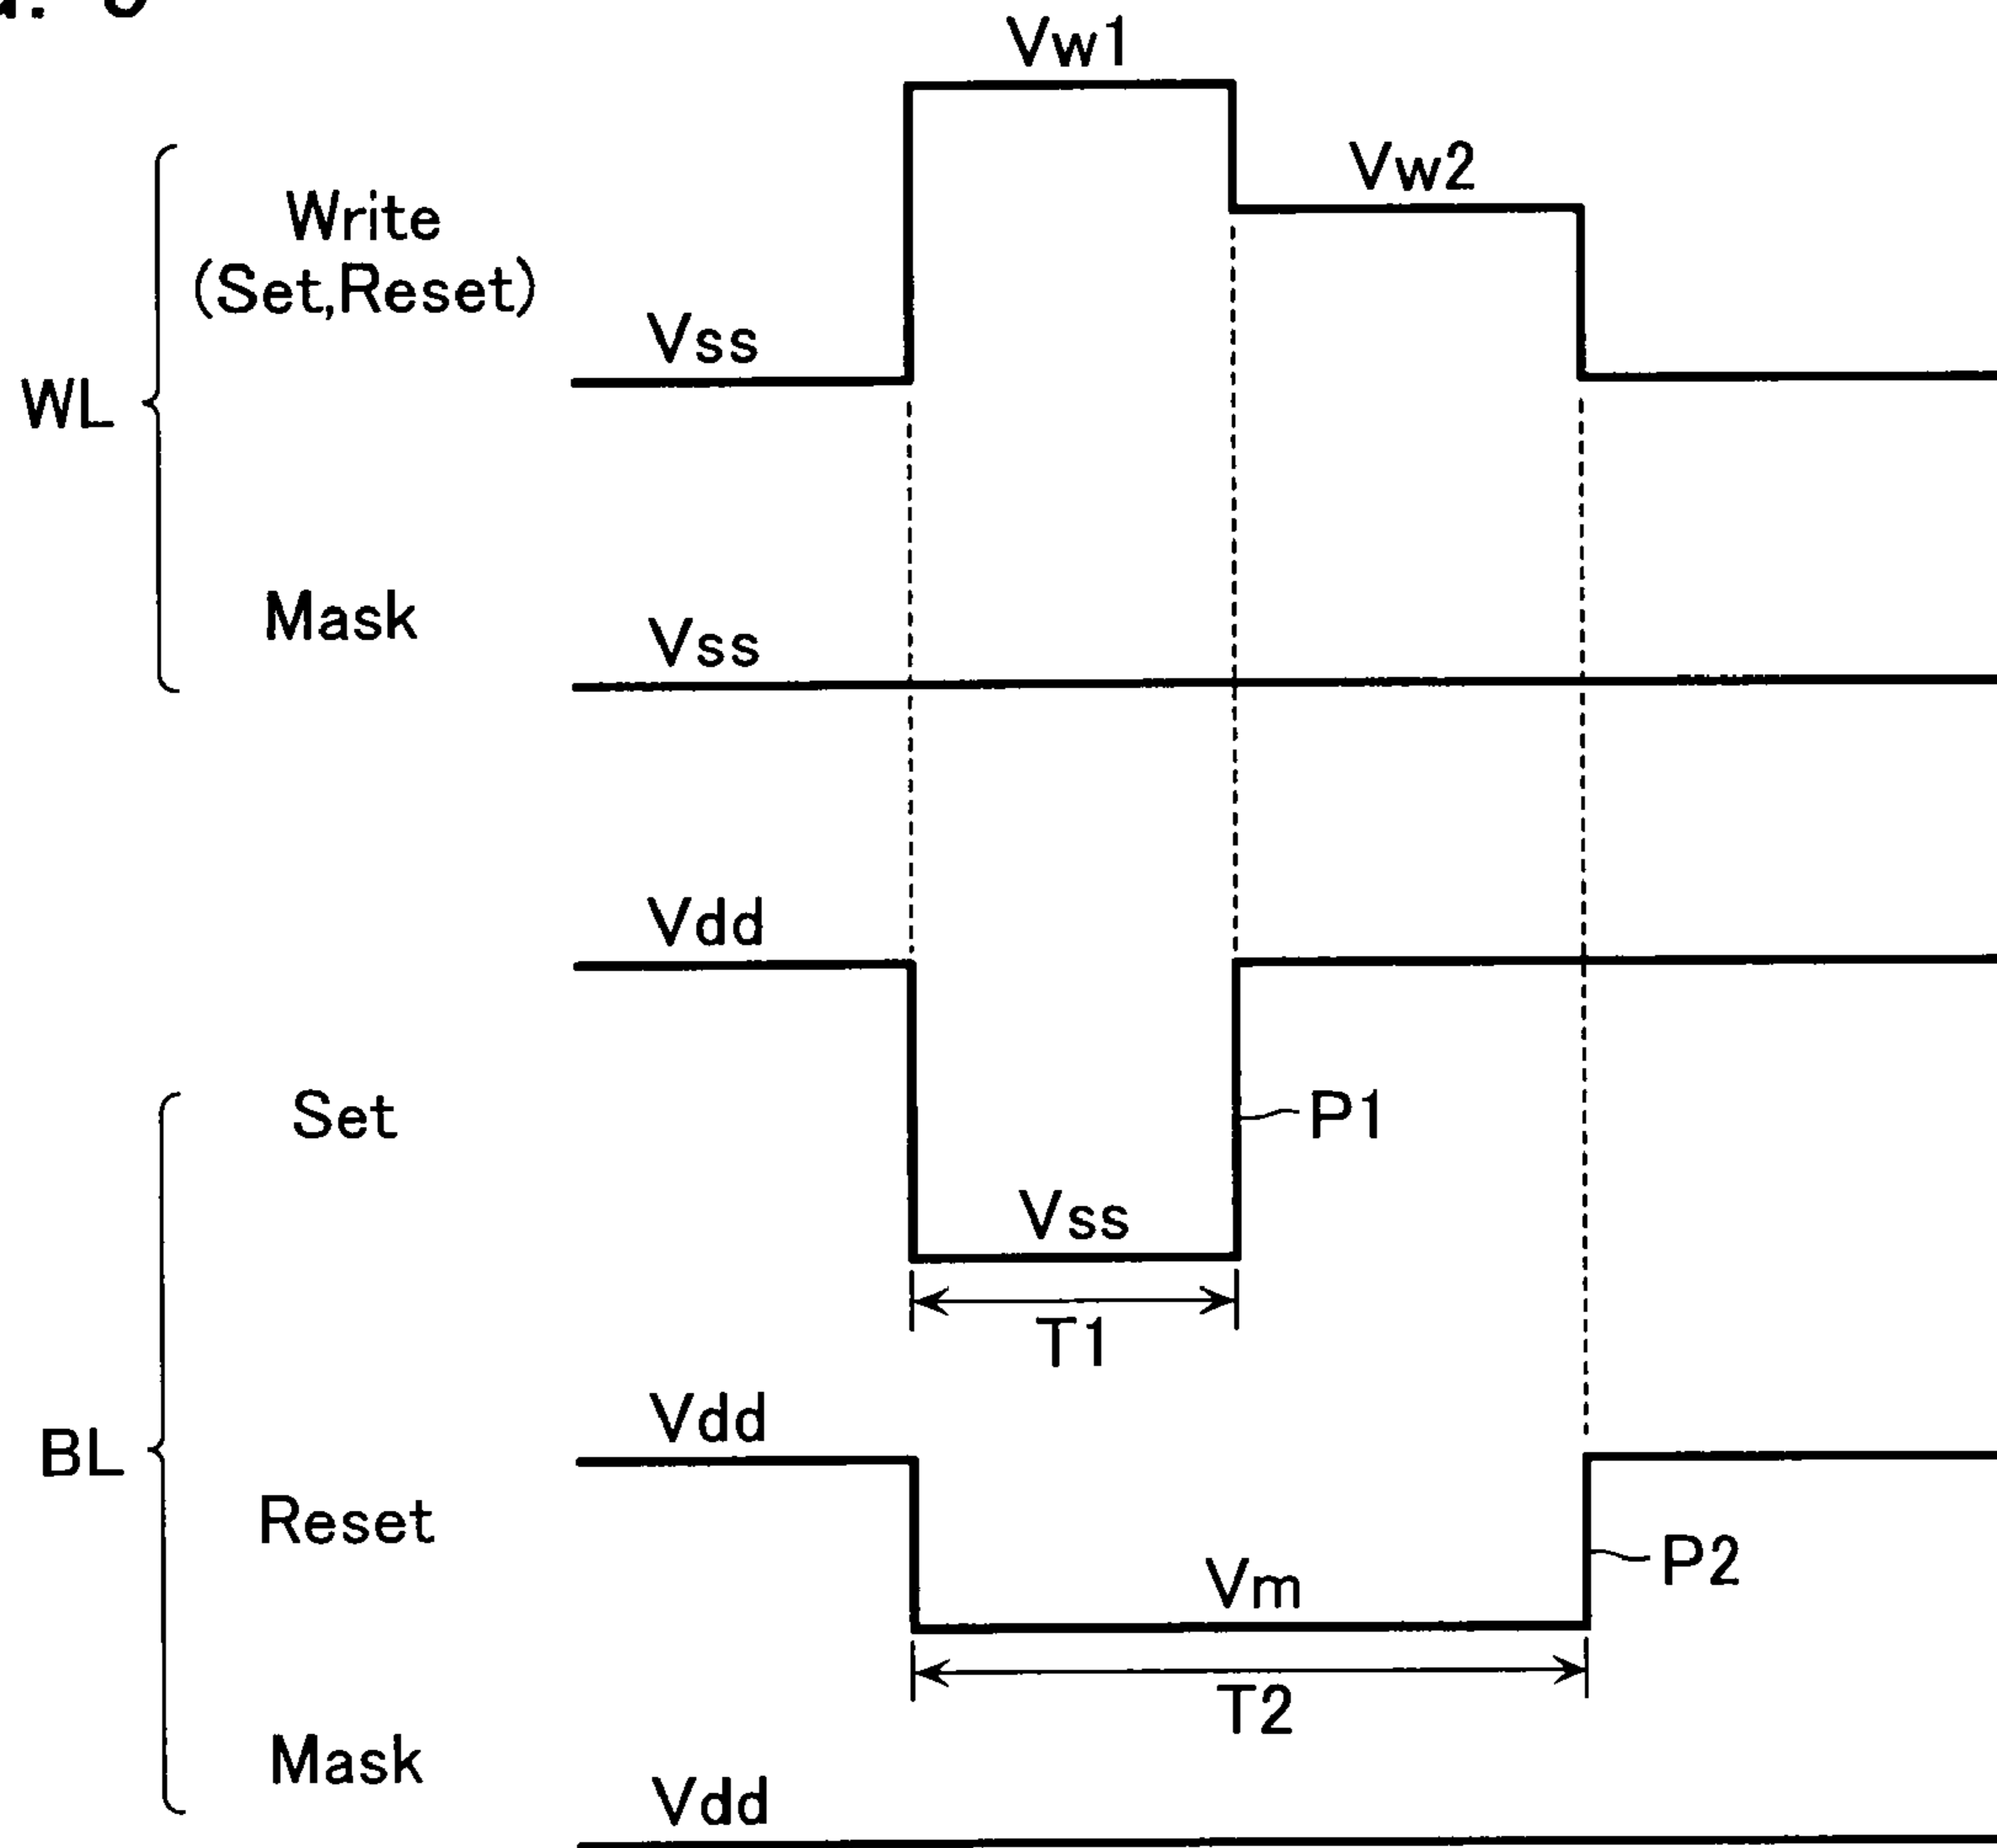 Vw1
Vw2
Write
(Set,Reset)
Vss
WL
Mask
Vss
Vdd
Set
P1
Vss
T1
Vdd
BL
Reset
P2
Vm
T2
Mask
Vdd